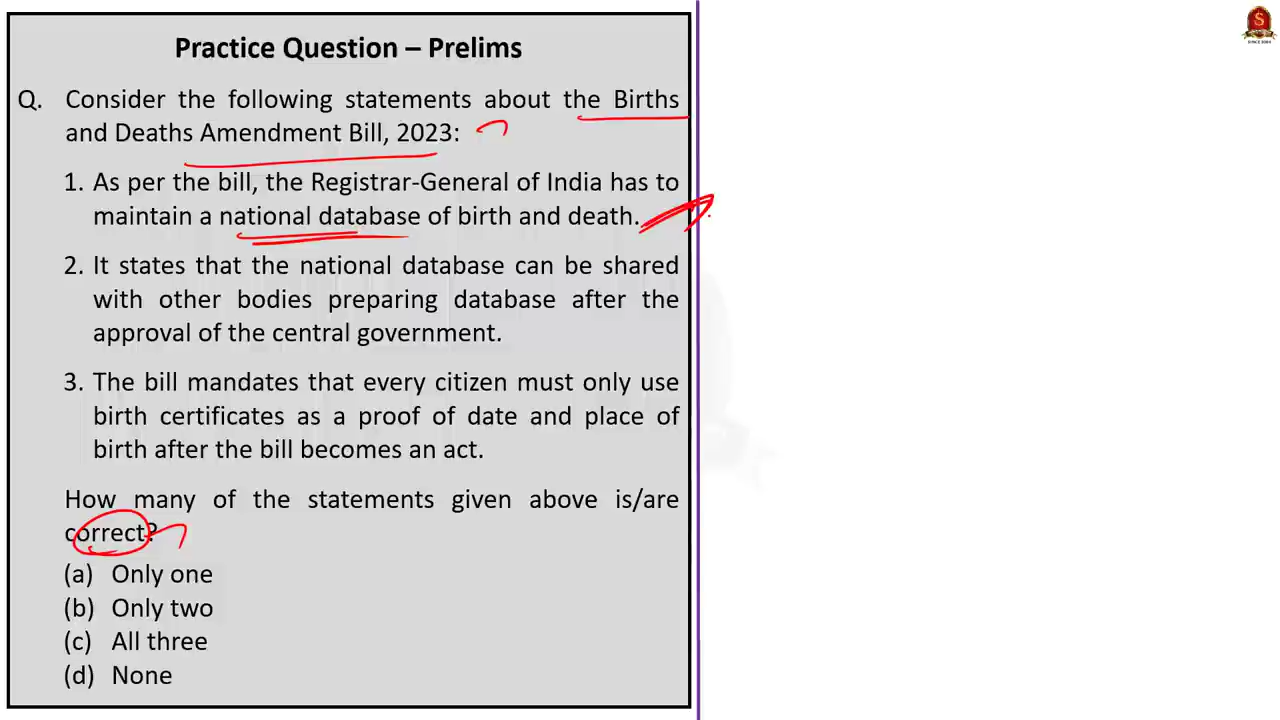 Practice Question – Prelims
Q. Consider the following statements about the Births
and Deaths Amendment Bill, 2023:
1. As per the bill, the Registrar-General of India has to
maintain a national database of birth and death.
2. It states that the national database can be shared
with other bodies preparing database after the
approval of the central government.
3. The bill mandates that every citizen must only use
birth certificates as a proof of date and place of
birth after the bill becomes an act.
How many of the statements given above is/are
correct?
(a) Only one
(b) Only two
(c) All three
(d) None
S